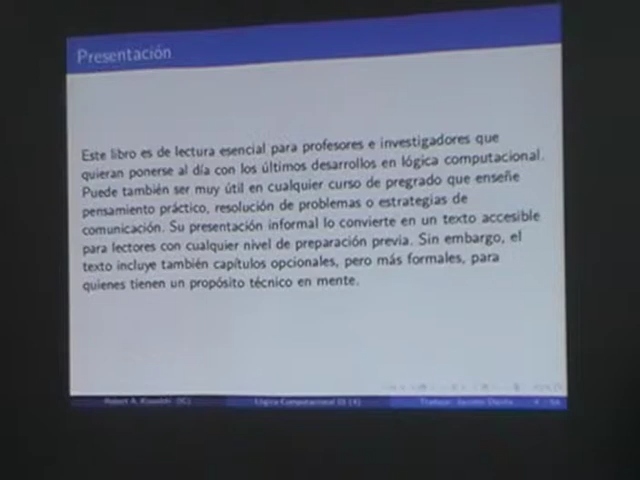 Presentación
Este libro es de lectura esencial para profesores e investigadores que
quieran ponerse al día con los últimos desarrollos en lógica computacional.
Puede también ser muy útil en cualquier curso de pregrado que enseñe
pensamiento práctico, resolución de problemas o estrategias de
comunicación. Su presentación informal lo convierte en un texto accesible
para lectores con cualquier nivel de preparación previa. Sin embargo, el
texto incluye también capítulos opcionales, pero más formales, para
quienes tienen un propósito técnico en mente.
Robert A. Kowalski (IC)